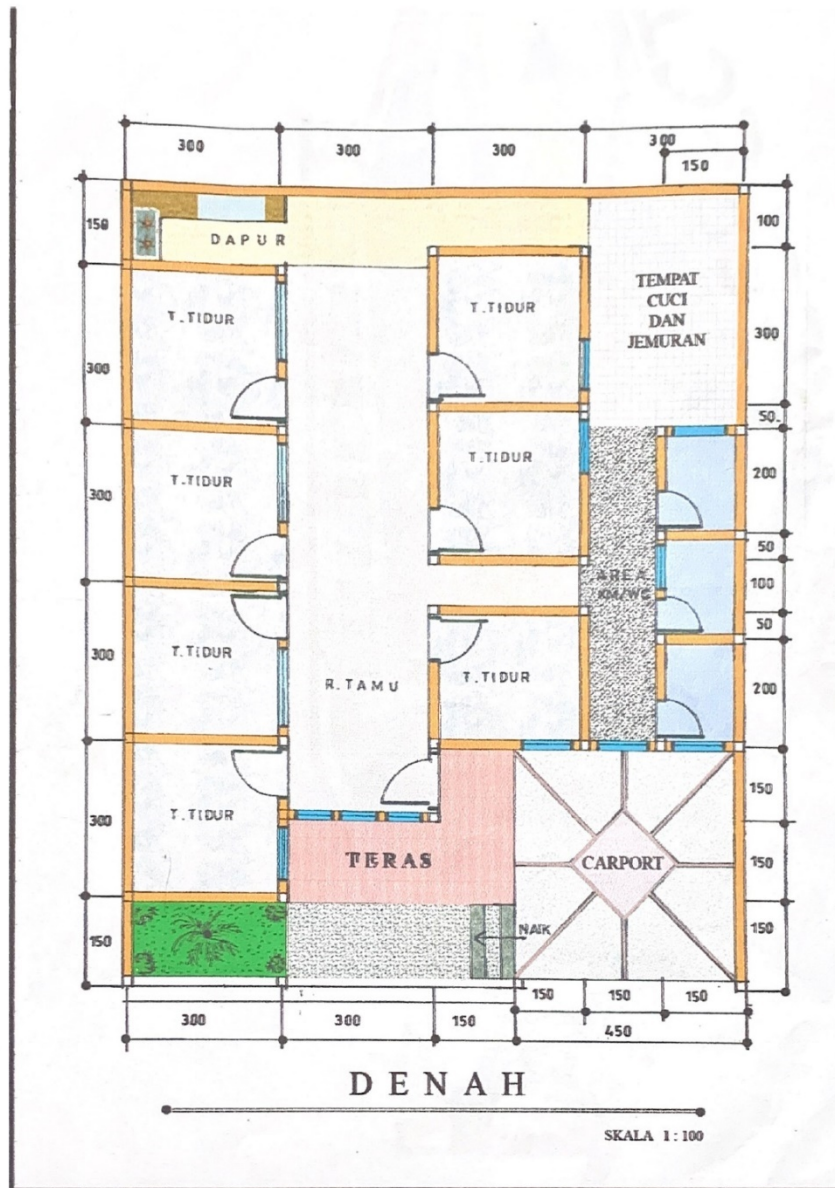 300
300
300
300
150
150
DAPUR
100
T.TIDUR
T.TIDUR
TEMPAT
CUCI
DAN
JEMURAN
300
300
50
T.TIDUR
T.TIDUR
200
300
50
AREA
KM/WC
100
50
T.TIDUR
T.TIDUR
R.TAMU
300
200
150
T.TIDUR
300
TERAS
CARPORT
150
NAIK
150
150
150
150
150
300
300
150
450
DENAH
SKALA 1 : 100